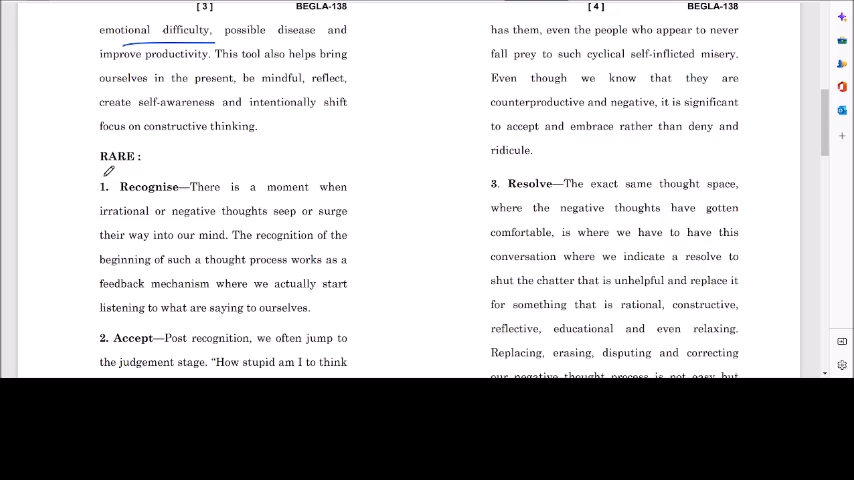 [ 3 ] BEGLA-138
emotional difficulty, possible disease and
improve productivity. This tool also helps bring
ourselves in the present, be mindful, reflect,
create self-awareness and intentionally shift
focus on constructive thinking.
RARE :
1. Recognise—There is a moment when
irrational or negative thoughts seep or surge
their way into our mind. The recognition of the
beginning of such a thought process works as a
feedback mechanism where we actually start
listening to what are saying to ourselves.
2. Accept—Post recognition, we often jump to
the judgement stage. “How stupid am I to think
[ 4 ] BEGLA-138
has them, even the people who appear to never
fall prey to such cyclical self-inflicted misery.
Even though we know that they are
counterproductive and negative, it is significant
to accept and embrace rather than deny and
ridicule.
3. Resolve—The exact same thought space,
where the negative thoughts have gotten
comfortable, is where we have to have this
conversation where we indicate a resolve to
shut the chatter that is unhelpful and replace it
for something that is rational, constructive,
reflective, educational and even relaxing.
Replacing, erasing, disputing and correcting
our negative thought process is not easy but